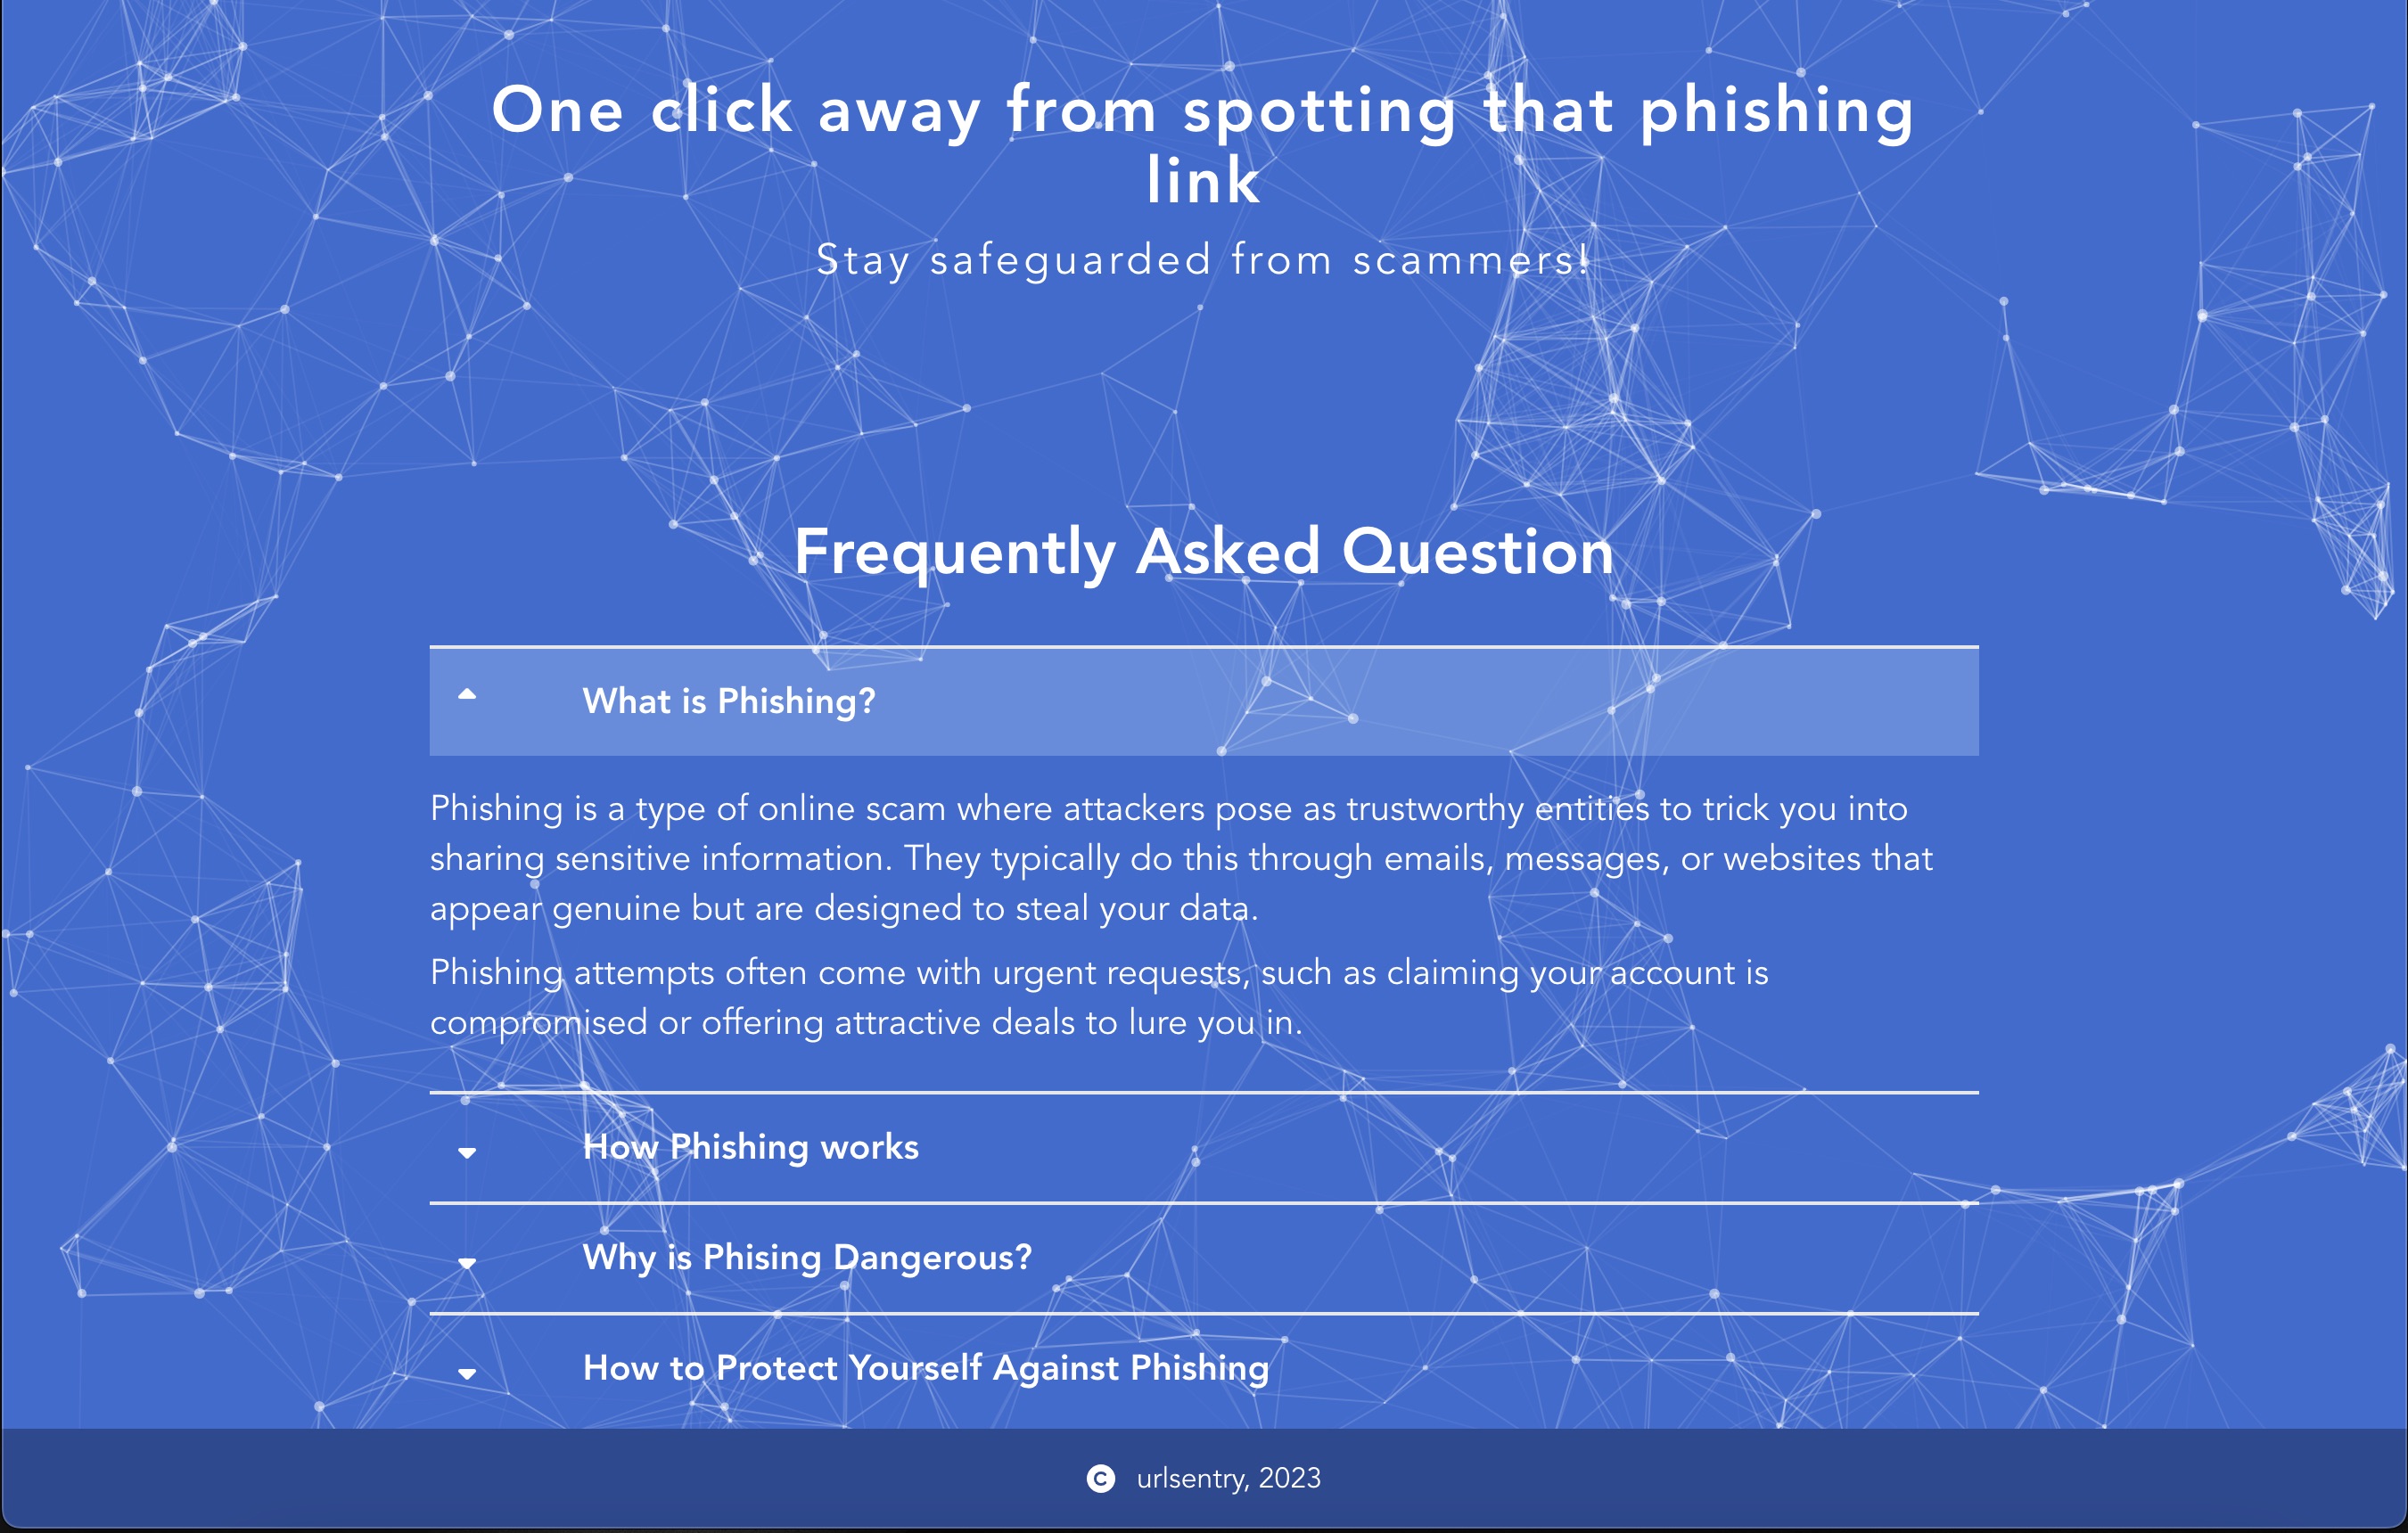 One click away from spotting that phishing
link
Stay safeguarded from scammers!
Frequently Asked Question
What is Phishing?
Phishing is a type of online scam where attackers pose as trustworthy entities to trick you into
sharing sensitive information. They typically do this through emails, messages, or websites that
appear genuine but are designed to steal your data.
Phishing attempts often come with urgent requests, such as claiming your account is
compromised or offering attractive deals to lure you in.
How Phishing works
Why is Phising Dangerous?
How to Protect Yourself Against Phishing
© urlsentry, 2023